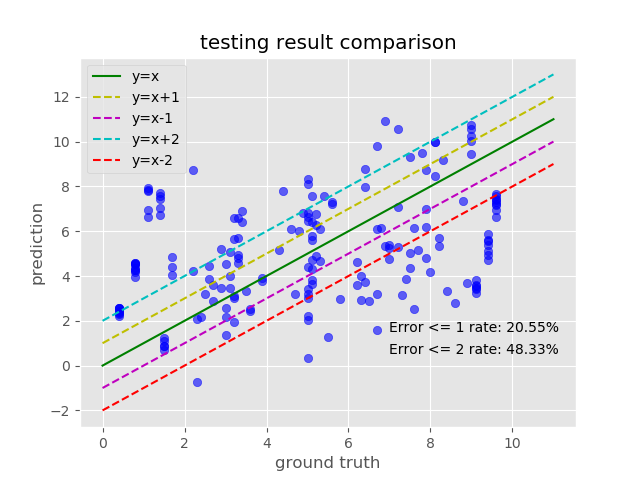 testing result comparison
y=x
y=x+1
y=x-1
y=x+2
y=x-2
12
10
8
6
4
2
0
−2
prediction
Error <= 1 rate: 20.55%
Error <= 2 rate: 48.33%
0
2
4
6
8
10
ground truth